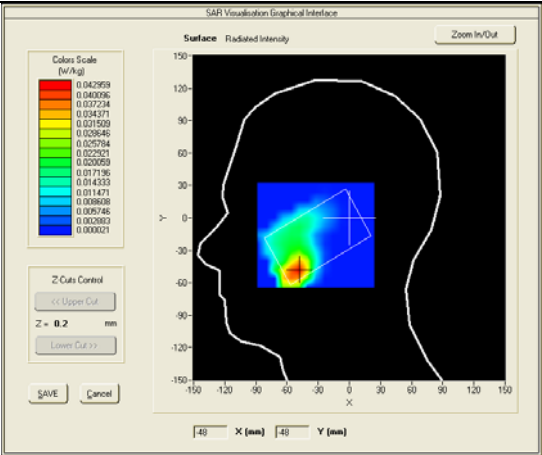 SAR Visualisation Graphical Interface
Surface Radiated Intensity
Zoom In/Out
Colors Scale
(W/kg)
0.042959
0.040096
0.037234
0.034371
0.031509
0.028646
0.025784
0.022921
0.020059
0.017196
0.014333
0.011471
0.008608
0.005746
0.002883
0.000021
Z-Cuts Control
<< Upper Cut
Z = 0.2 mm
Lower Cut >>
SAVE Cancel
150-
120-
90-
60-
30-
Y 0-
-30-
-60-
-90-
-120-
-150-
-150 -120 -90 -60 -30 0 30 60 90 120 150
X
-48 X (mm) -48 Y (mm)